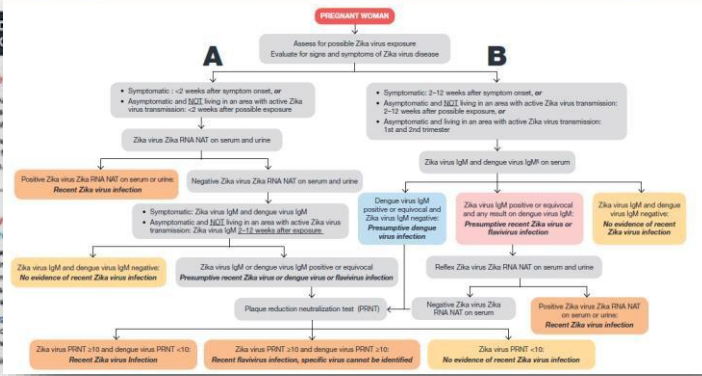 PREGNANT WOMAN
Assess for possible Zika virus exposure
Evaluate for signs and symptoms of Zika virus disease
A
B
• Symptomatic : <2 weeks after symptom onset, or
• Asymptomatic and NOT living in an area with active Zika
virus transmission: <2 weeks after possible exposure
• Symptomatic: 2–12 weeks after symptom onset, or
• Asymptomatic and NOT living in an area with active Zika virus transmission:
2–12 weeks after possible exposure, or
• Asymptomatic and living in an area with active Zika virus transmission:
1st and 2nd trimester
Zika virus Zika RNA NAT on serum and urine
Zika virus IgM and dengue virus IgM§ on serum
Positive Zika virus Zika RNA NAT on serum or urine:
Recent Zika virus infection
Negative Zika virus Zika RNA NAT on serum and urine
Dengue virus IgM
positive or equivocal and
Zika virus IgM negative:
Presumptive dengue
virus infection
Zika virus IgM positive or equivocal
and any result on dengue virus IgM:
Presumptive recent Zika virus or
flavivirus infection
Zika virus IgM and dengue
virus IgM negative:
No evidence of recent
Zika virus infection
• Symptomatic: Zika virus IgM and dengue virus IgM
• Asymptomatic and NOT living in an area with active Zika virus
transmission: Zika virus IgM 2–12 weeks after exposure
Zika virus IgM and dengue virus IgM negative:
No evidence of recent Zika virus infection
Zika virus IgM or dengue virus IgM positive or equivocal
Presumptive recent Zika virus or dengue virus or flavivirus infection
Reflex Zika virus Zika RNA NAT on serum and urine
Plaque reduction neutralization test (PRNT)
Negative Zika virus Zika
RNA NAT on serum
Positive Zika virus Zika RNA NAT
on serum or urine:
Recent Zika virus infection
Zika virus PRNT ≥10 and dengue virus PRNT <10:
Recent Zika virus Infection
Zika virus PRNT ≥10 and dengue virus PRNT ≥10:
Recent flavivirus infection, specific virus cannot be identified
Zika virus PRNT <10:
No evidence of recent Zika virus infection